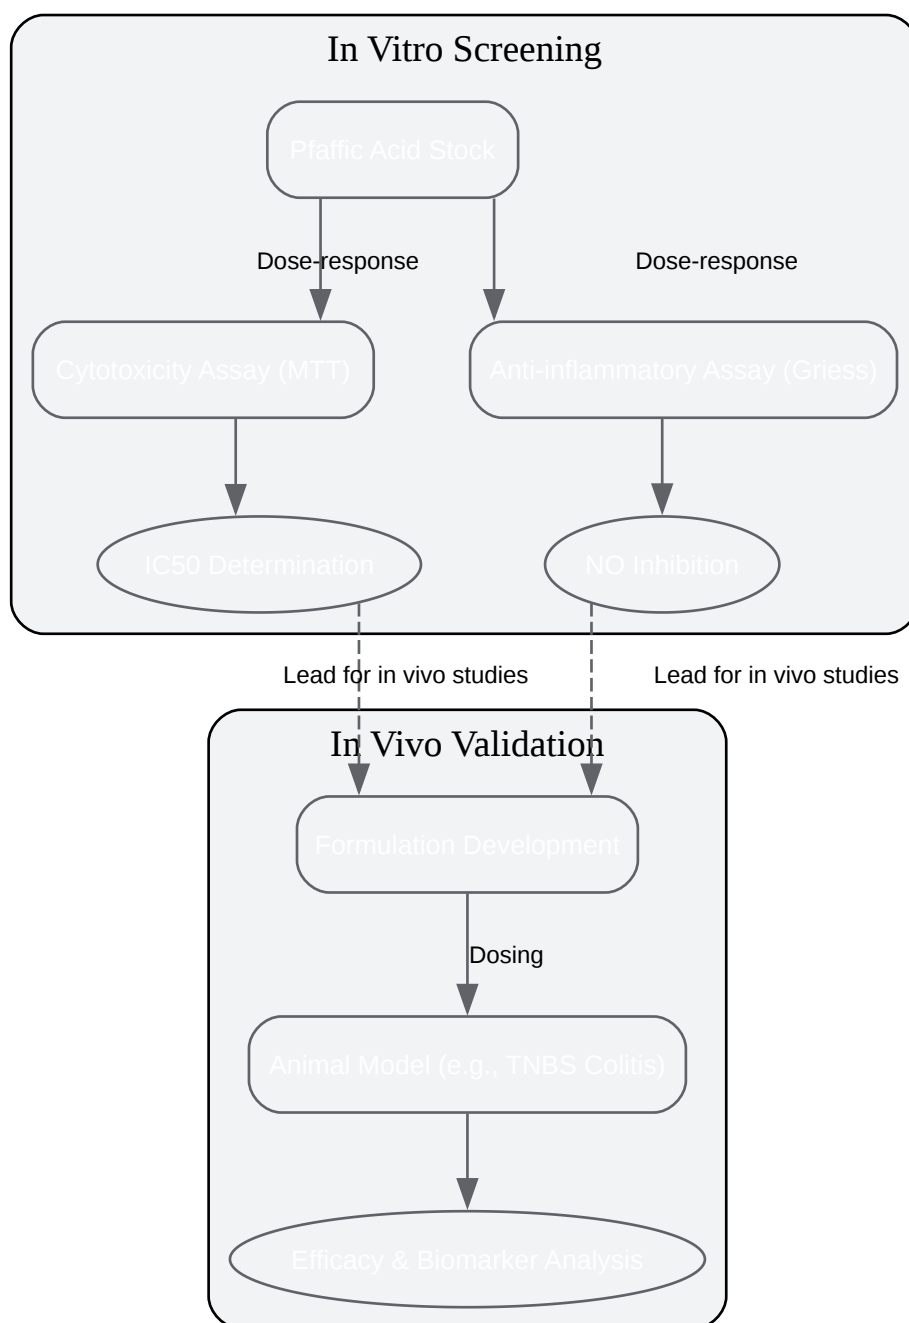 In Vitro Screening
Pfaffic Acid Stock
Dose-response
Dose-response
Cytotoxicity Assay (MTT)
Anti-inflammatory Assay (Griess)
IC50 Determination
NO Inhibition
Lead for in vivo studies
Lead for in vivo studies
In Vivo Validation
Formulation Development
Dosing
Animal Model (e.g., TNBS Colitis)
Efficacy & Biomarker Analysis